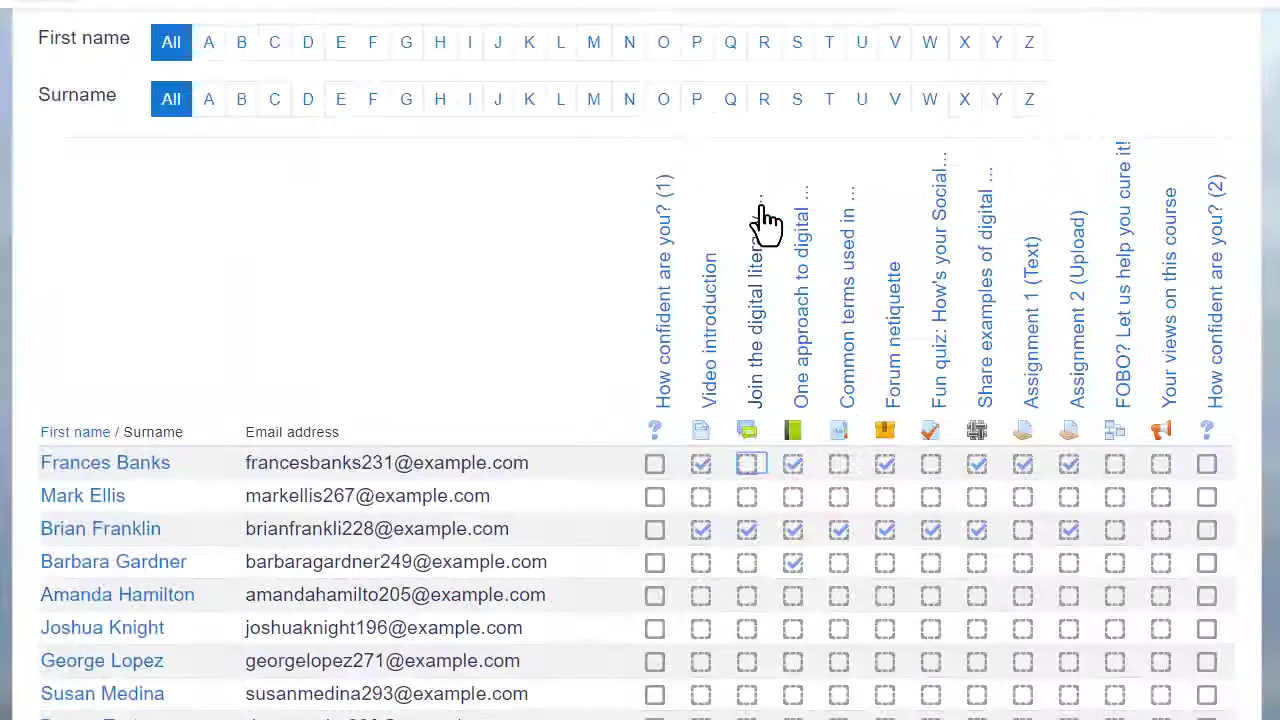 First name All A B C D E F G H I J K L M N O P Q R S T U V W X Y Z
Surname All A B C D E F G H I J K L M N O P Q R S T U V W X Y Z
How confident are you? (1)
Video introduction
Join the digital litera ...
One approach to digital ...
Common terms used in ...
Forum netiquette
Fun quiz: How's your Social...
Share examples of digital ...
Assignment 1 (Text)
Assignment 2 (Upload)
FOBO? Let us help you cure it!
Your views on this course
How confident are you? (2)
First name / Surname Email address
Frances Banks francesbanks231@example.com
Mark Ellis markellis267@example.com
Brian Franklin brianfrankli228@example.com
Barbara Gardner barbaragardner249@example.com
Amanda Hamilton amandahamilto205@example.com
Joshua Knight joshuaknight196@example.com
George Lopez georgelopez271@example.com
Susan Medina susanmedina293@example.com